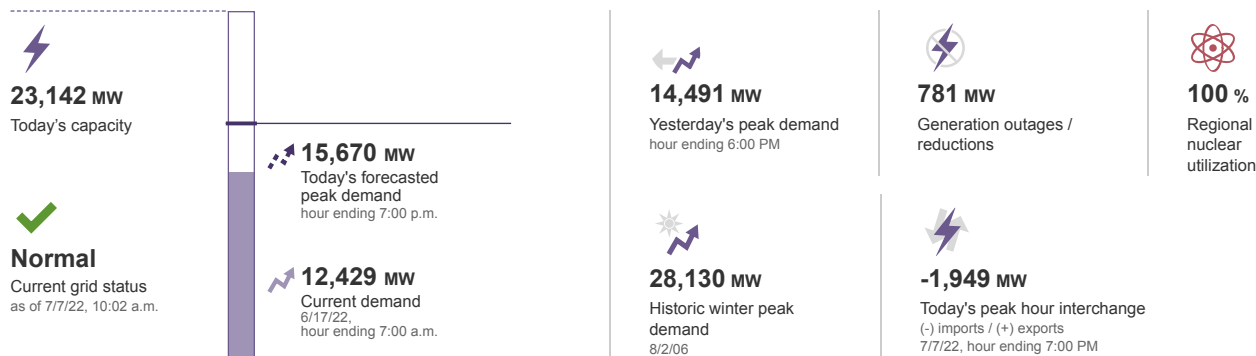 23,142 MW
Today's capacity
Normal
Current grid status
as of 7/7/22, 10:02 a.m.
15,670 MW
Today's forecasted
peak demand
hour ending 7:00 p.m.
12,429 MW
Current demand
6/17/22,
hour ending 7:00 a.m.
14,491 MW
Yesterday's peak demand
hour ending 6:00 PM
781 MW
Generation outages /
reductions
100 %
Regional
nuclear
utilization
28,130 MW
Historic winter peak
demand
8/2/06
-1,949 MW
Today's peak hour interchange
(-) imports / (+) exports
7/7/22, hour ending 7:00 PM